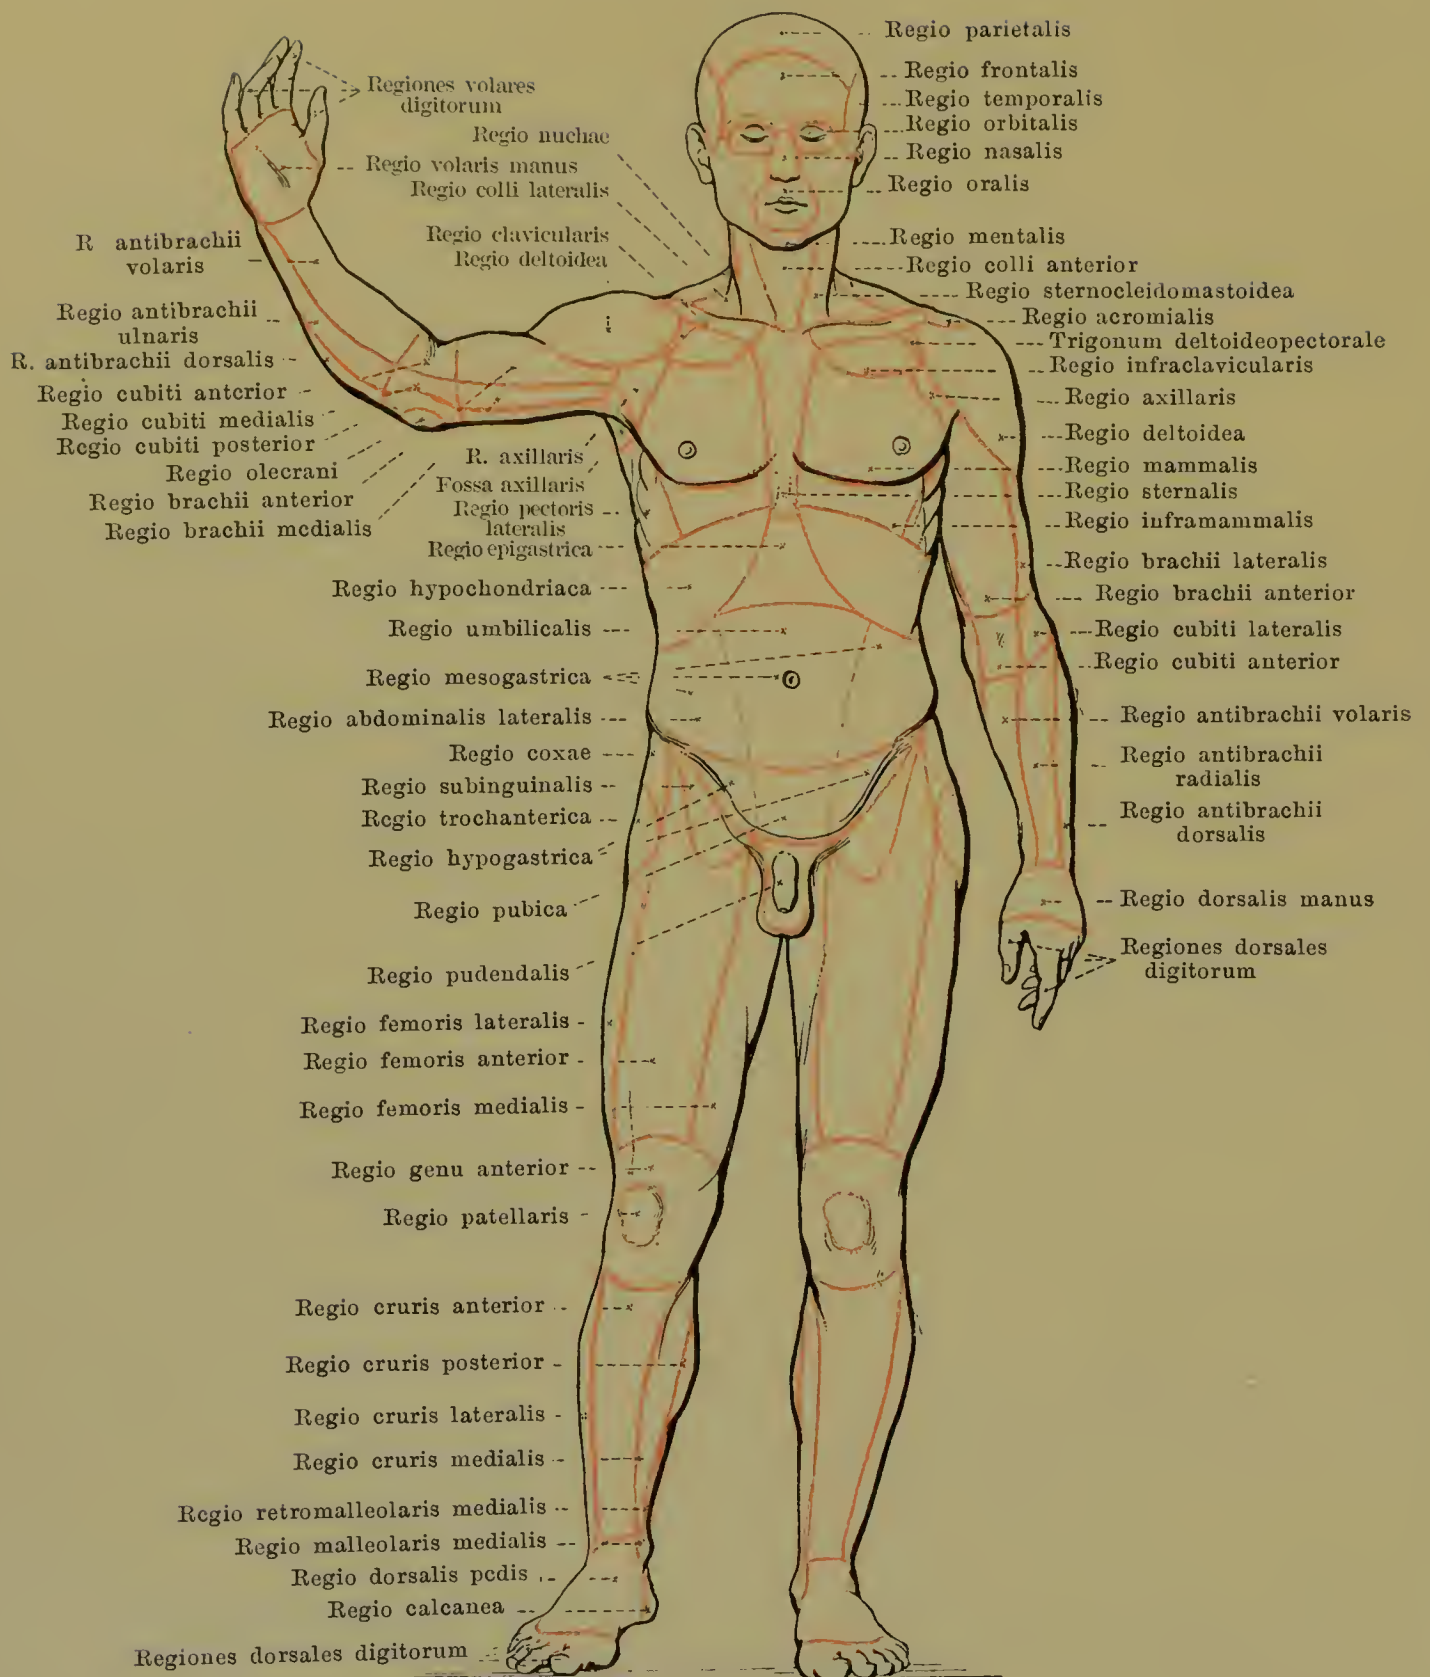 Regiones volares
digitorum
Regio nuchae
Regio volaris manus
Regio colli lateralis
Regio clavicularis
Regio deltoidea
R antibrachii
volaris
Regio antibrachii
ulnaris
R. antibrachii dorsalis
Regio cubiti anterior
Regio cubiti medialis
Regio cubiti posterior
Regio olecrani
Regio brachii anterior
Regio brachii medialis
R. axillaris
Fossa axillaris
Regio pectoris
lateralis
Regio epigastrica
Regio hypochondriaca
Regio umbilicalis
Regio mesogastrica
Regio abdominalis lateralis
Regio coxae
Regio subinguinalis
Regio trochanterica
Regio hypogastrica
Regio pubica
Regio pudendalis
Regio femoris lateralis
Regio femoris anterior
Regio femoris medialis
Regio genu anterior
Regio patellaris
Regio cruris anterior
Regio cruris posterior
Regio cruris lateralis
Regio cruris medialis
Regio retromalleolaris medialis
Regio malleolaris medialis
Regio dorsalis pedis
Regio calcanea
Regiones dorsales digitorum
Regio parietalis
Regio frontalis
Regio temporalis
Regio orbitalis
Regio nasalis
Regio oralis
Regio mentalis
Regio colli anterior
Regio sternocleidomastoidea
Regio acromialis
Trigonum deltoideopectorale
Regio infraclavicularis
Regio axillaris
Regio deltoidea
Regio mammalis
Regio sternalis
Regio inframammalis
Regio brachii lateralis
Regio brachii anterior
Regio cubiti lateralis
Regio cubiti anterior
Regio antibrachii volaris
Regio antibrachii
radialis
Regio antibrachii
dorsalis
Regio dorsalis manus
Regiones dorsales
digitorum